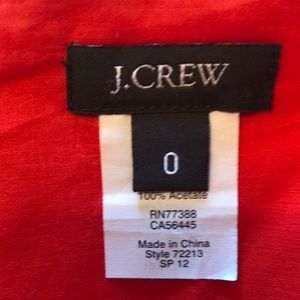 J.CREW
0
100% Acetate
RN77388
CA56445
Made in China
Style 72213
SP 12